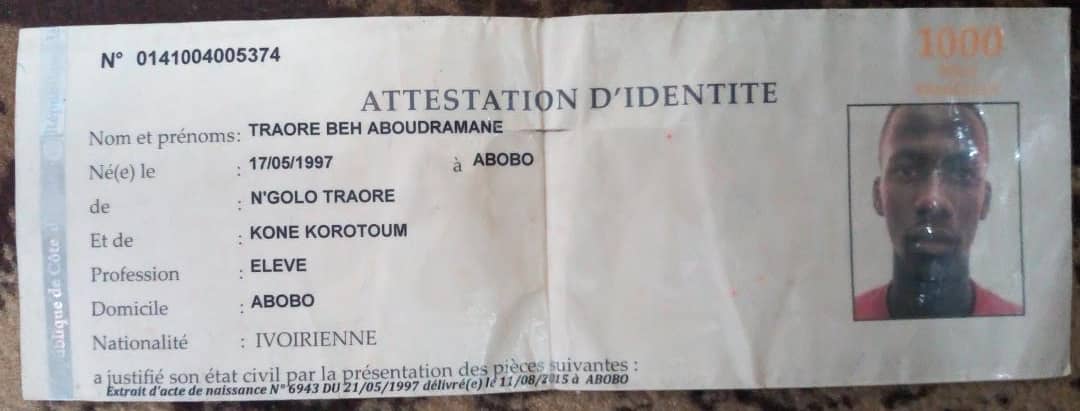 N° 0141004005374
1000
ATTESTATION D'IDENTITE
Nom et prénoms: TRAORE BEH ABOUDRAMANE
Né(e) le : 17/05/1997 à ABOBO
de : N'GOLO TRAORE
Et de : KONE KOROTOUM
Profession : ELEVE
Domicile : ABOBO
Nationalité : IVOIRIENNE
a justifié son état civil par la présentation des pièces suivantes :
Extrait d'acte de naissance N° 6943 DU 21/05/1997 délivré(e) le 11/08/2015 à ABOBO
blique de Côte